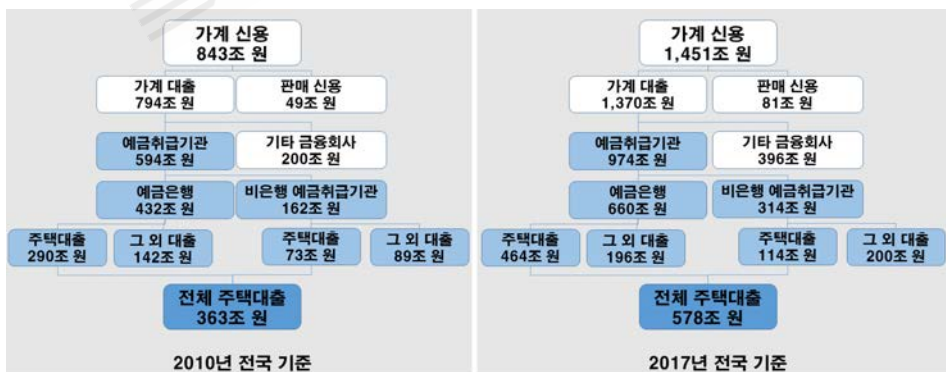 가계 신용
843조 원
가계 대출
794조 원
판매 신용
49조 원
예금취급기관
594조 원
기타 금융회사
200조 원
예금은행
432조 원
비은행 예금취급기관
162조 원
주택대출
290조 원
그 외 대출
142조 원
주택대출
73조 원
그 외 대출
89조 원
전체 주택대출
363조 원
2010년 전국 기준
가계 신용
1,451조 원
가계 대출
1,370조 원
판매 신용
81조 원
예금취급기관
974조 원
기타 금융회사
396조 원
예금은행
660조 원
비은행 예금취급기관
314조 원
주택대출
464조 원
그 외 대출
196조 원
주택대출
114조 원
그 외 대출
200조 원
전체 주택대출
578조 원
2017년 전국 기준